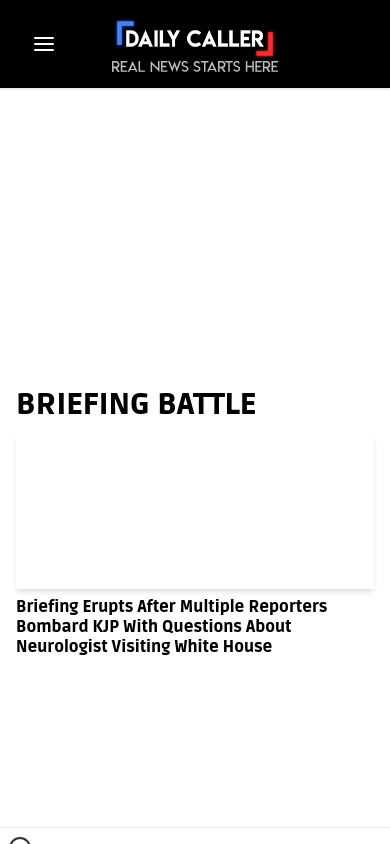 DAILY CALLER
REAL NEWS STARTS HERE
BRIEFING BATTLE
Briefing Erupts After Multiple Reporters
Bombard KJP With Questions About
Neurologist Visiting White House